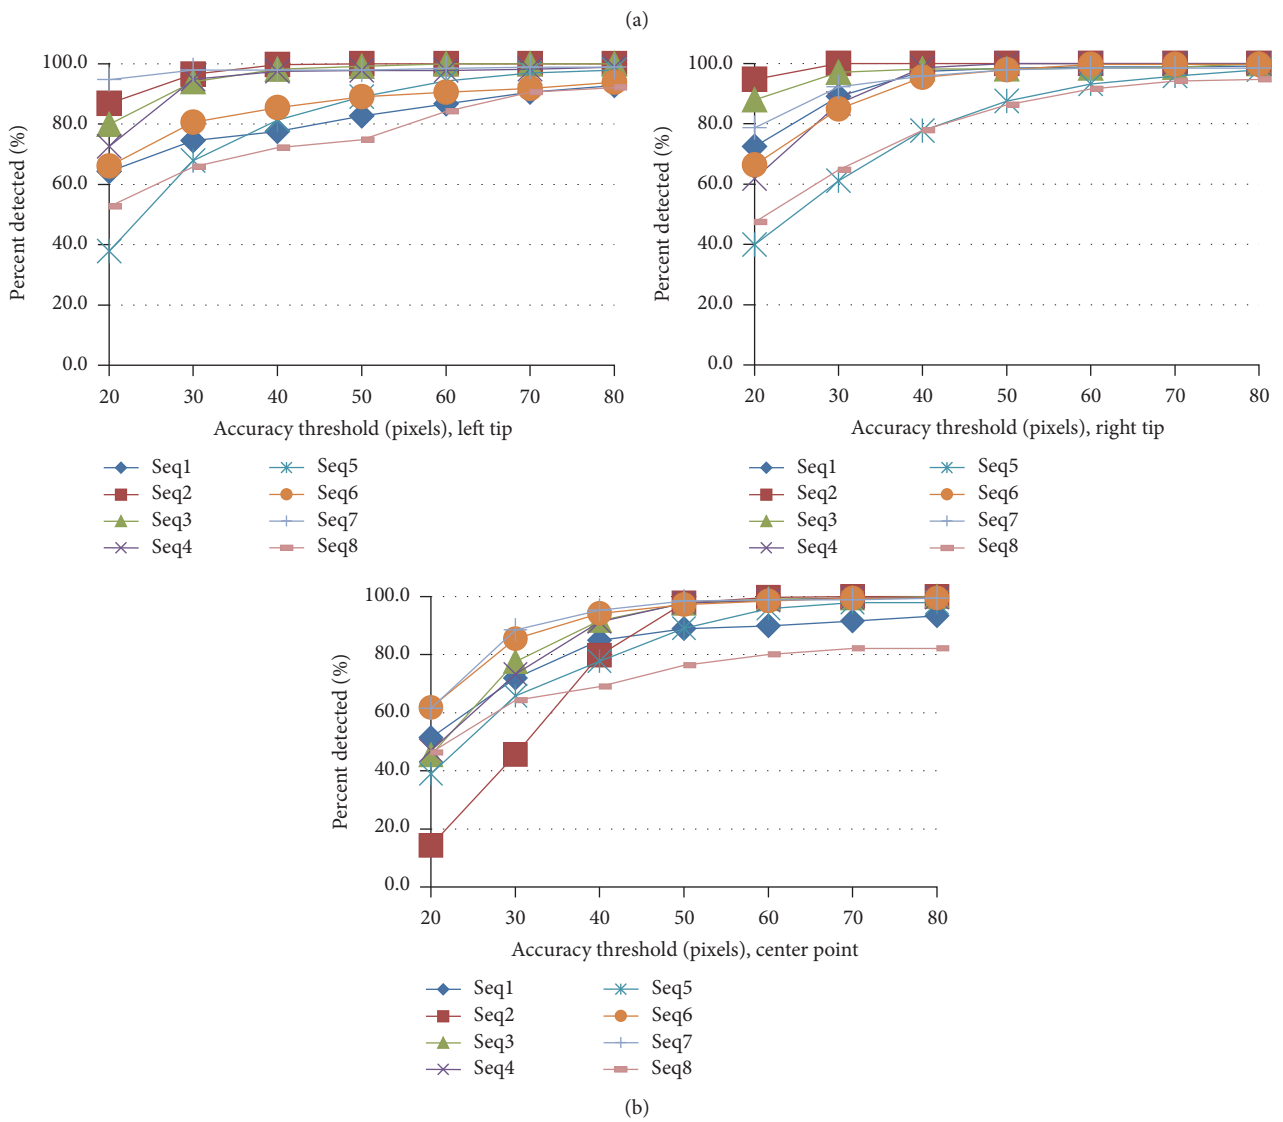 (a)
100.0
80.0
60.0
40.0
20.0
0.0
Percent detected (%)
20 30 40 50 60 70 80
Accuracy threshold (pixels), left tip
Seq1
Seq2
Seq3
Seq4
Seq5
Seq6
Seq7
Seq8
100.0
80.0
60.0
40.0
20.0
0.0
Percent detected (%)
20 30 40 50 60 70 80
Accuracy threshold (pixels), right tip
Seq1
Seq2
Seq3
Seq4
Seq5
Seq6
Seq7
Seq8
100.0
80.0
60.0
40.0
20.0
0.0
Percent detected (%)
20 30 40 50 60 70 80
Accuracy threshold (pixels), center point
Seq1
Seq2
Seq3
Seq4
Seq5
Seq6
Seq7
Seq8
(b)